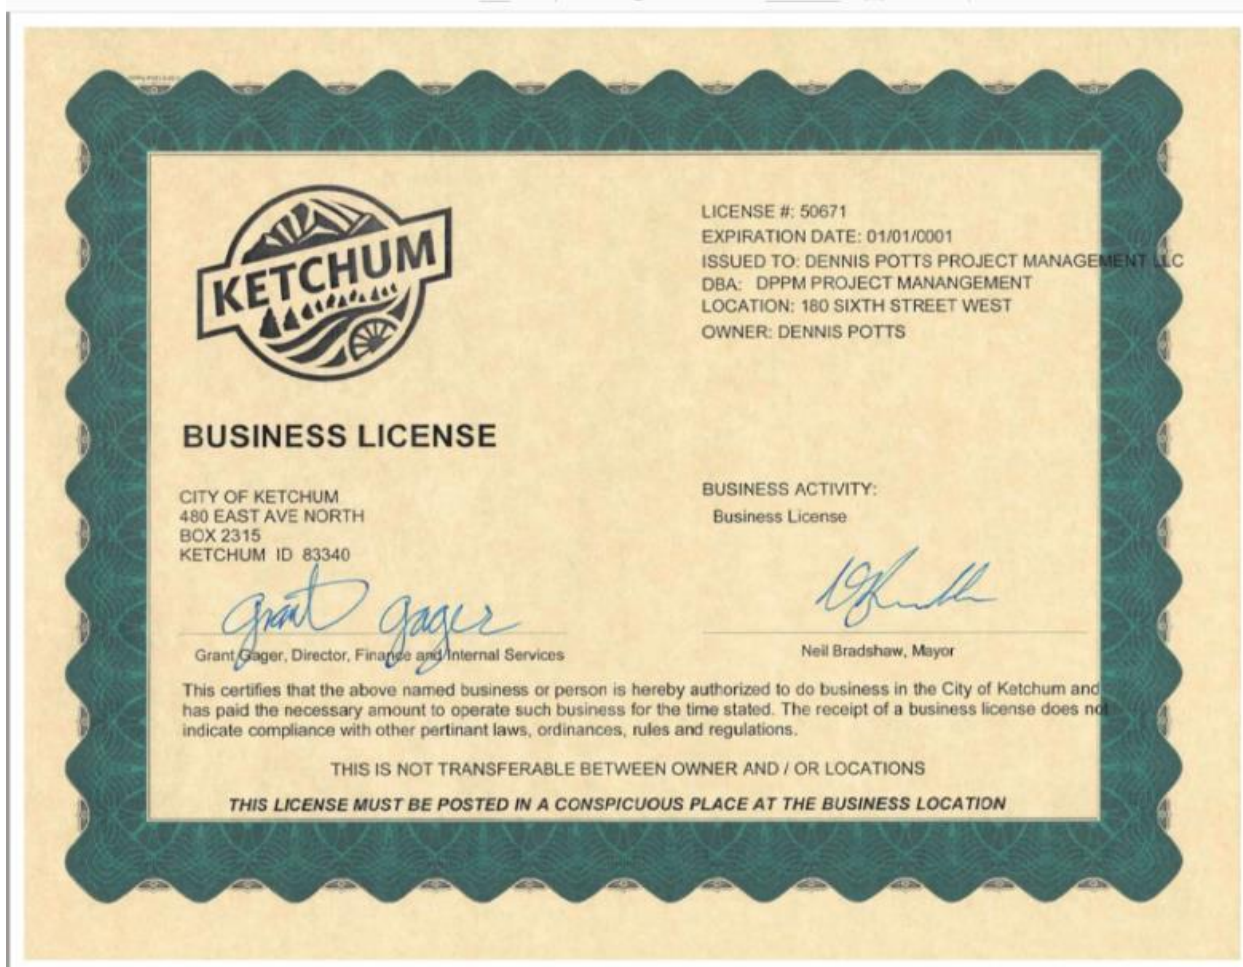 KETCHUM
LICENSE #: 50671
EXPIRATION DATE: 01/01/0001
ISSUED TO: DENNIS POTTS PROJECT MANAGEMENT LLC
DBA: DPPM PROJECT MANANGEMENT
LOCATION: 180 SIXTH STREET WEST
OWNER: DENNIS POTTS
BUSINESS LICENSE
CITY OF KETCHUM
480 EAST AVE NORTH
BOX 2315
KETCHUM ID 83340
BUSINESS ACTIVITY:
Business License
Grant Gager
Grant Gager, Director, Finance and Internal Services
Neil Bradshaw, Mayor
This certifies that the above named business or person is hereby authorized to do business in the City of Ketchum and
has paid the necessary amount to operate such business for the time stated. The receipt of a business license does not
indicate compliance with other pertinant laws, ordinances, rules and regulations.
THIS IS NOT TRANSFERABLE BETWEEN OWNER AND / OR LOCATIONS
THIS LICENSE MUST BE POSTED IN A CONSPICUOUS PLACE AT THE BUSINESS LOCATION